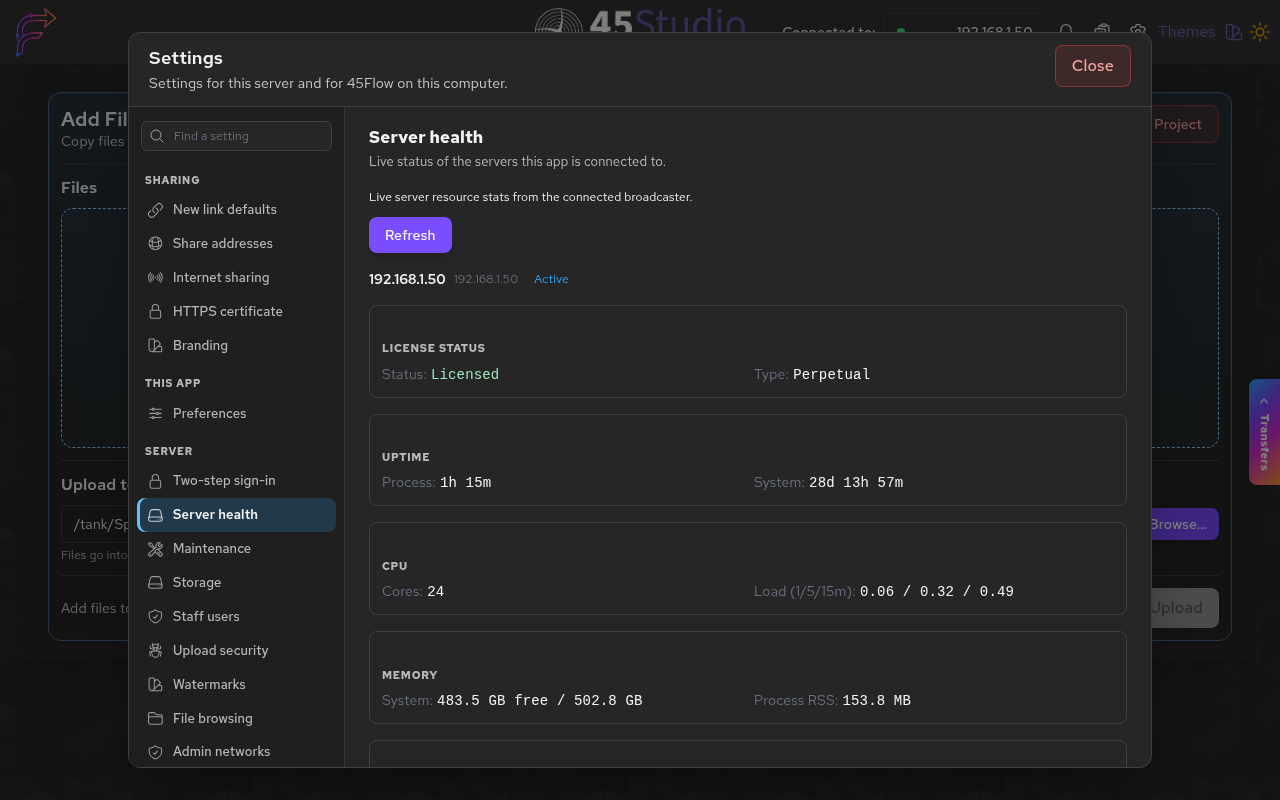 45Studio
Connected to:
192.168.1.50
Themes
Settings
Settings for this server and for 45Flow on this computer.
Close
Add Fil
Copy files
Project
Files
Upload to
/tank/Sp
Browse...
Files go into
Add files to
Upload
Transfers
Find a setting
SHARING
New link defaults
Share addresses
Internet sharing
HTTPS certificate
Branding
THIS APP
Preferences
SERVER
Two-step sign-in
Server health
Maintenance
Storage
Staff users
Upload security
Watermarks
File browsing
Admin networks
Server health
Live status of the servers this app is connected to.
Live server resource stats from the connected broadcaster.
Refresh
192.168.1.50 192.168.1.50 Active
LICENSE STATUS
Status: Licensed Type: Perpetual
UPTIME
Process: 1h 15m System: 28d 13h 57m
CPU
Cores: 24 Load (1/5/15m): 0.06 / 0.32 / 0.49
MEMORY
System: 483.5 GB free / 502.8 GB Process RSS: 153.8 MB